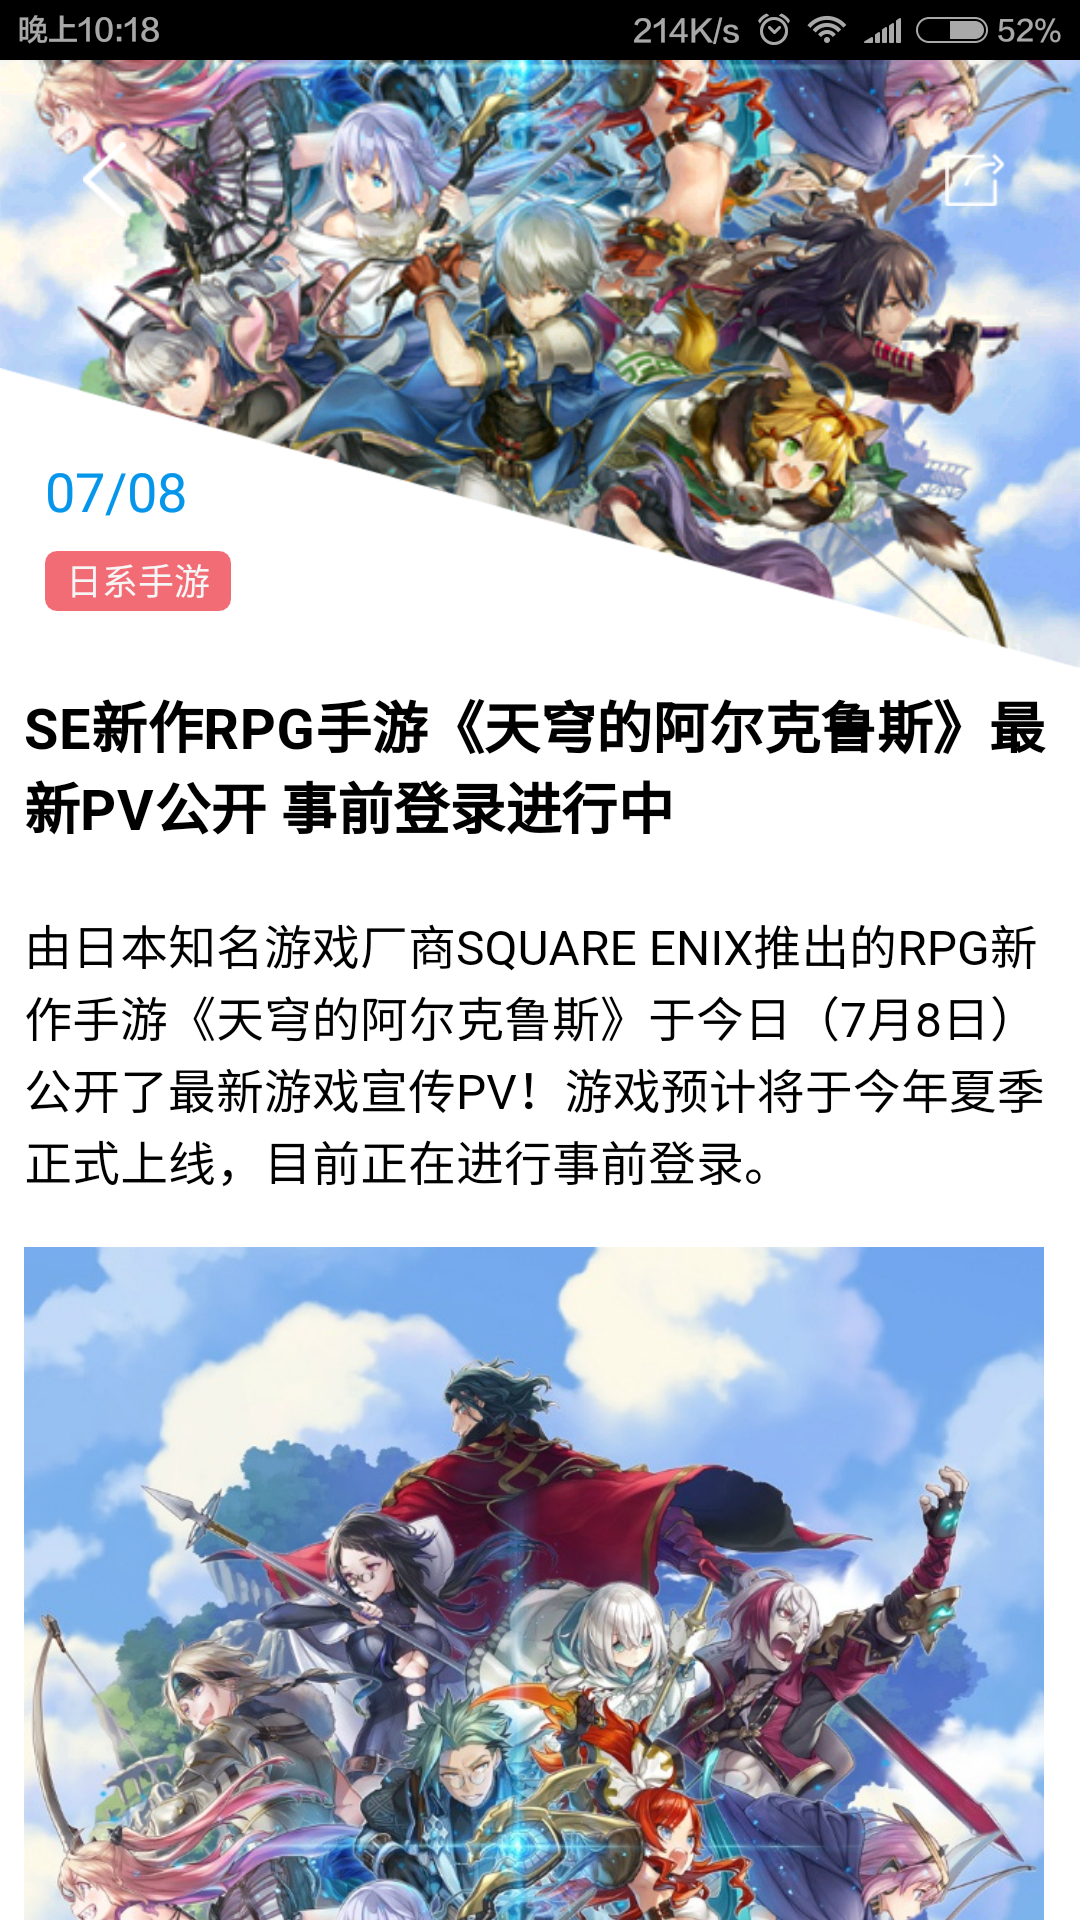 晚上10:18
214K/s
52%
07/08
日系手游
SE新作RPG手游《天穹的阿尔克鲁斯》最
新PV公开 事前登录进行中
由日本知名游戏厂商SQUARE ENIX推出的RPG新
作手游《天穹的阿尔克鲁斯》于今日（7月8日）
公开了最新游戏宣传PV！游戏预计将于今年夏季
正式上线，目前正在进行事前登录。